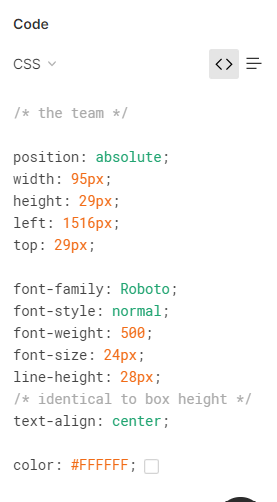 Code
CSS
/* the team */
position: absolute;
width: 95px;
height: 29px;
left: 1516px;
top: 29px;
font-family: Roboto;
font-style: normal;
font-weight: 500;
font-size: 24px;
line-height: 28px;
/* identical to box height */
text-align: center;
color: #FFFFFF;